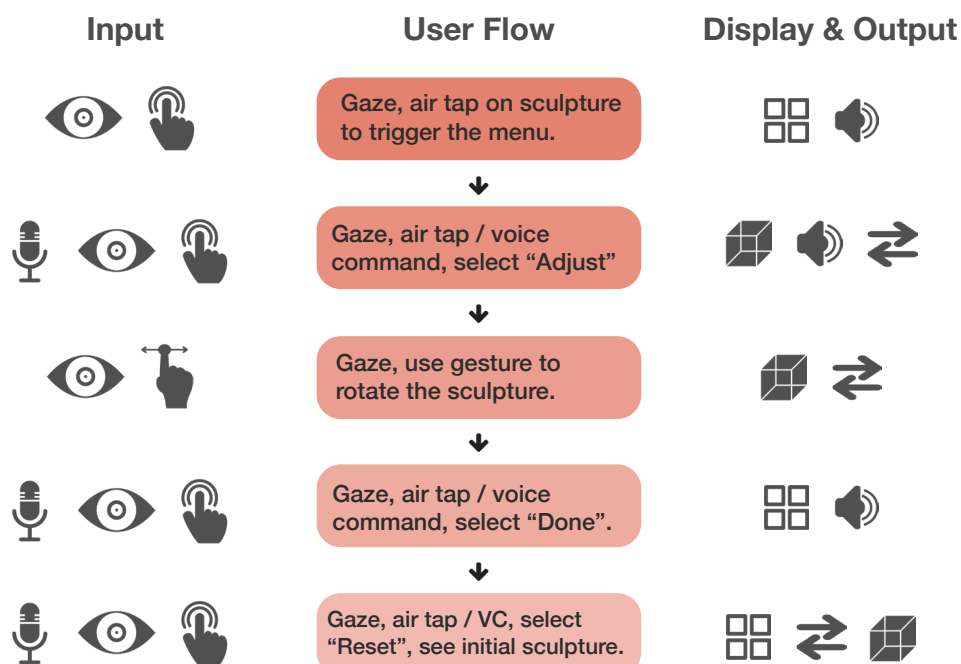 Input
User Flow
Display & Output
Gaze, air tap on sculpture
to trigger the menu.
Gaze, air tap / voice
command, select “Adjust”
Gaze, use gesture to
rotate the sculpture.
Gaze, air tap / voice
command, select “Done”.
Gaze, air tap / VC, select
“Reset”, see initial sculpture.